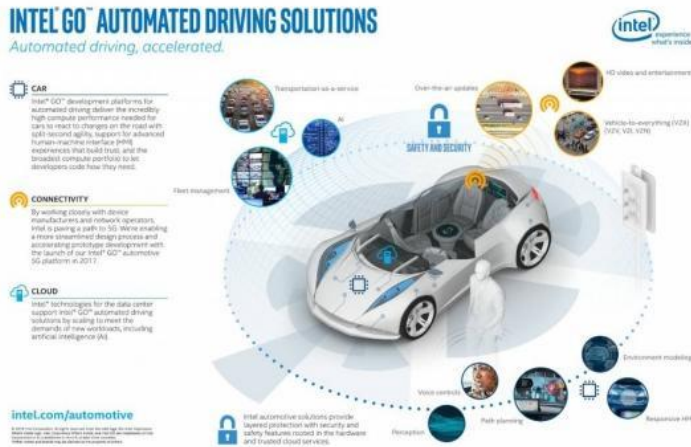 INTEL® GO™ AUTOMATED DRIVING SOLUTIONS
Automated driving, accelerated.
intel
experience
what's inside
CAR
Intel® GO™ development platforms for
automated driving deliver the incredibly
high compute performance needed for
cars to react to changes on the road with
split-second agility, support for advanced
human-machine interface (HMI)
experiences that build trust, and the
broadest compute portfolio to let
developers code how they need.
CONNECTIVITY
By working closely with device
manufacturers and network operators,
Intel is paving a path to 5G. We're enabling
a more streamlined design process and
accelerating prototype development with
the launch of our Intel® GO™ automotive
5G platform in 2017.
CLOUD
Intel® technologies for the data center
support Intel® GO™ automated driving
solutions by scaling to meet the
demands of new workloads, including
artificial intelligence (AI).
Transportation-as-a-service
AI
Fleet management
Over-the-air updates
SAFETY AND SECURITY
HD video and entertainment
Vehicle-to-everything (V2X)
(V2V, V2I, V2N)
Environment modeling
Voice controls
Path planning
Responsive HMI
Perception
Intel automotive solutions provide
layered protection with security and
safety features rooted in the hardware
and trusted cloud services.
intel.com/automotive